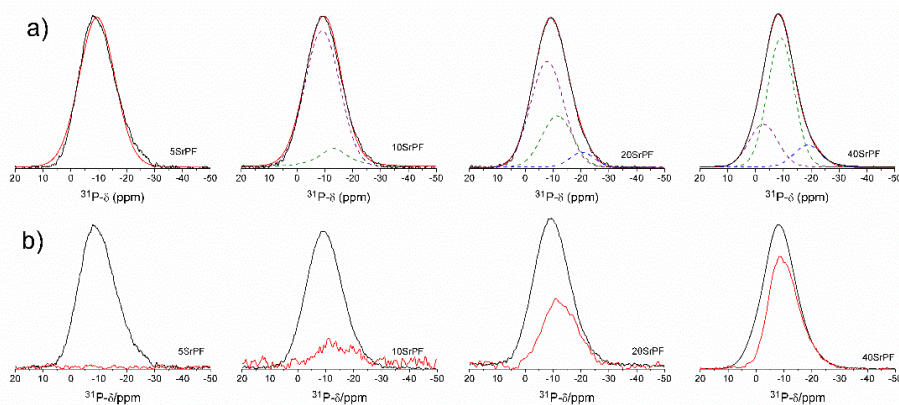 a)
5SrPF 10SrPF 20SrPF 40SrPF
20 10 0 -10 -20 -30 -40 -50 20 10 0 -10 -20 -30 -40 -50 20 10 0 -10 -20 -30 -40 -50 20 10 0 -10 -20 -30 -40 -50
³¹P-δ (ppm) ³¹P-δ (ppm) ³¹P-δ (ppm) ³¹P-δ (ppm)
b)
5SrPF 10SrPF 20SrPF 40SrPF
20 10 0 -10 -20 -30 -40 -50 20 10 0 -10 -20 -30 -40 -50 20 10 0 -10 -20 -30 -40 -50 20 10 0 -10 -20 -30 -40 -50
³¹P-δ/ppm ³¹P-δ/ppm ³¹P-δ/ppm ³¹P-δ/ppm